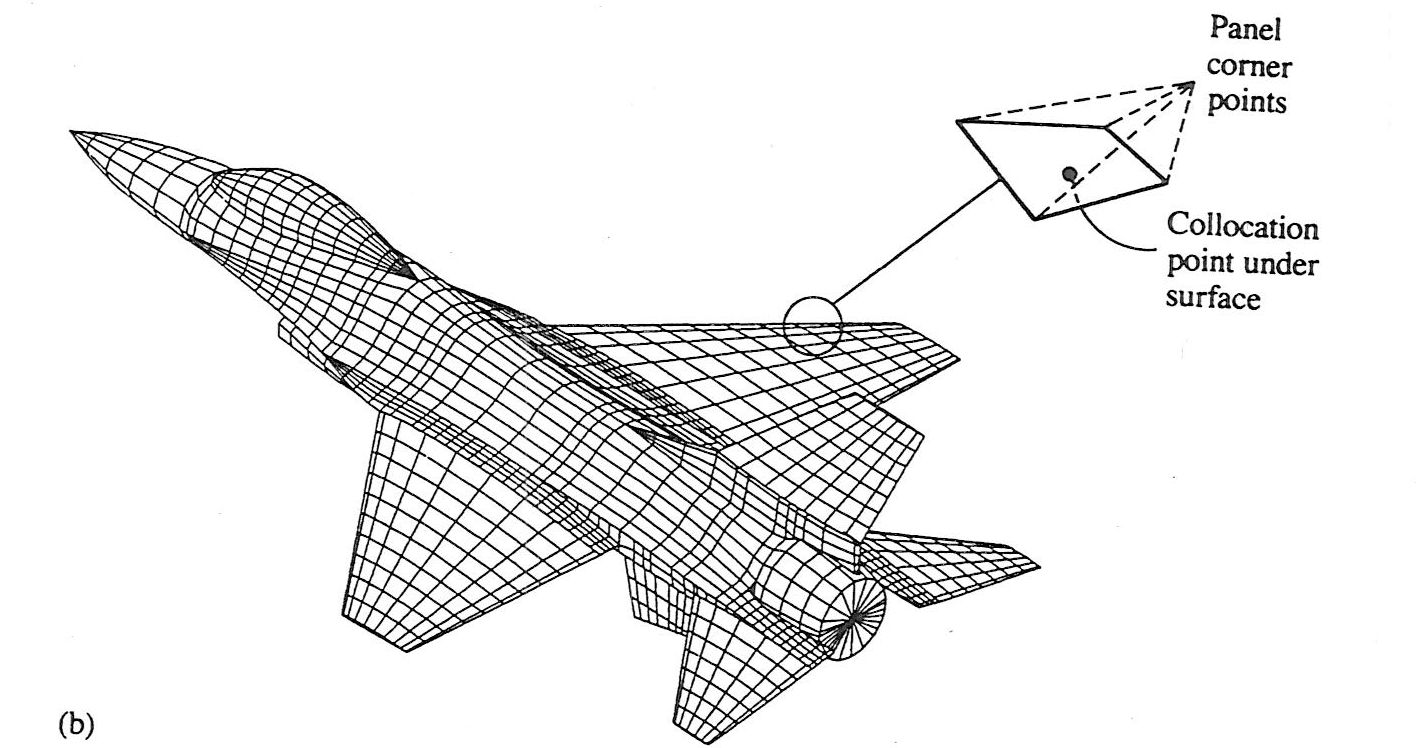 Panel
corner
points
Collocation
point under
surface
(b)